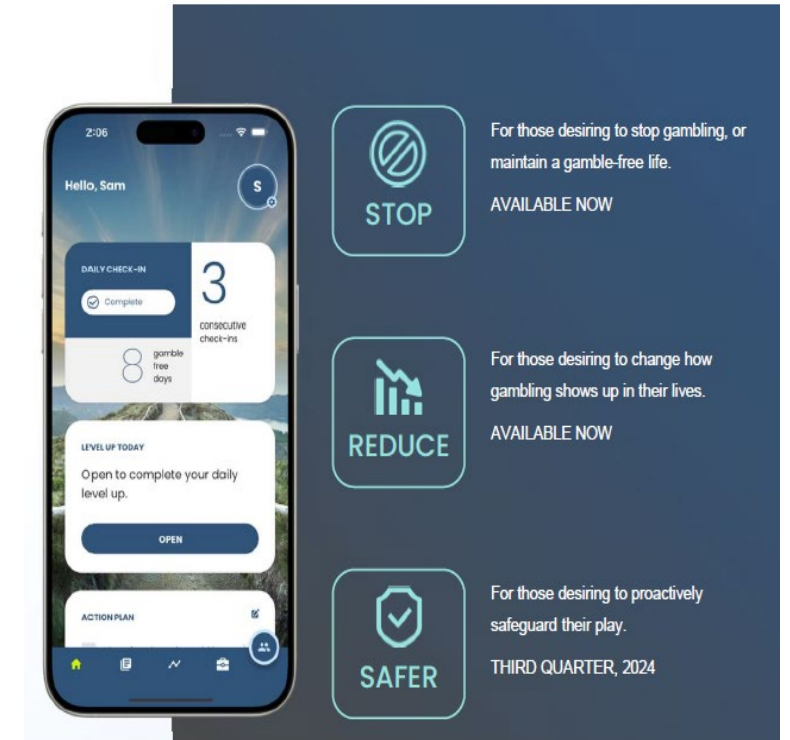 2:06
Hello, Sam
S
DAILY CHECK-IN
Complete
3
consecutive
check-ins
8
gamble
free
days
LEVEL UP TODAY
Open to complete your daily
level up.
OPEN
ACTION PLAN
STOP
For those desiring to stop gambling, or
maintain a gamble-free life.
AVAILABLE NOW
REDUCE
For those desiring to change how
gambling shows up in their lives.
AVAILABLE NOW
SAFER
For those desiring to proactively
safeguard their play.
THIRD QUARTER, 2024